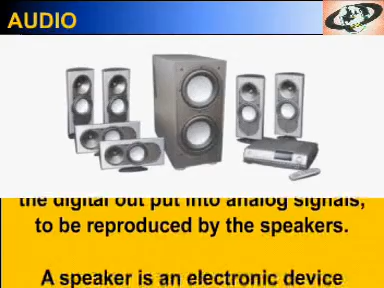 AUDIO
the digital out put into analog signals,
to be reproduced by the speakers.
A speaker is an electronic device